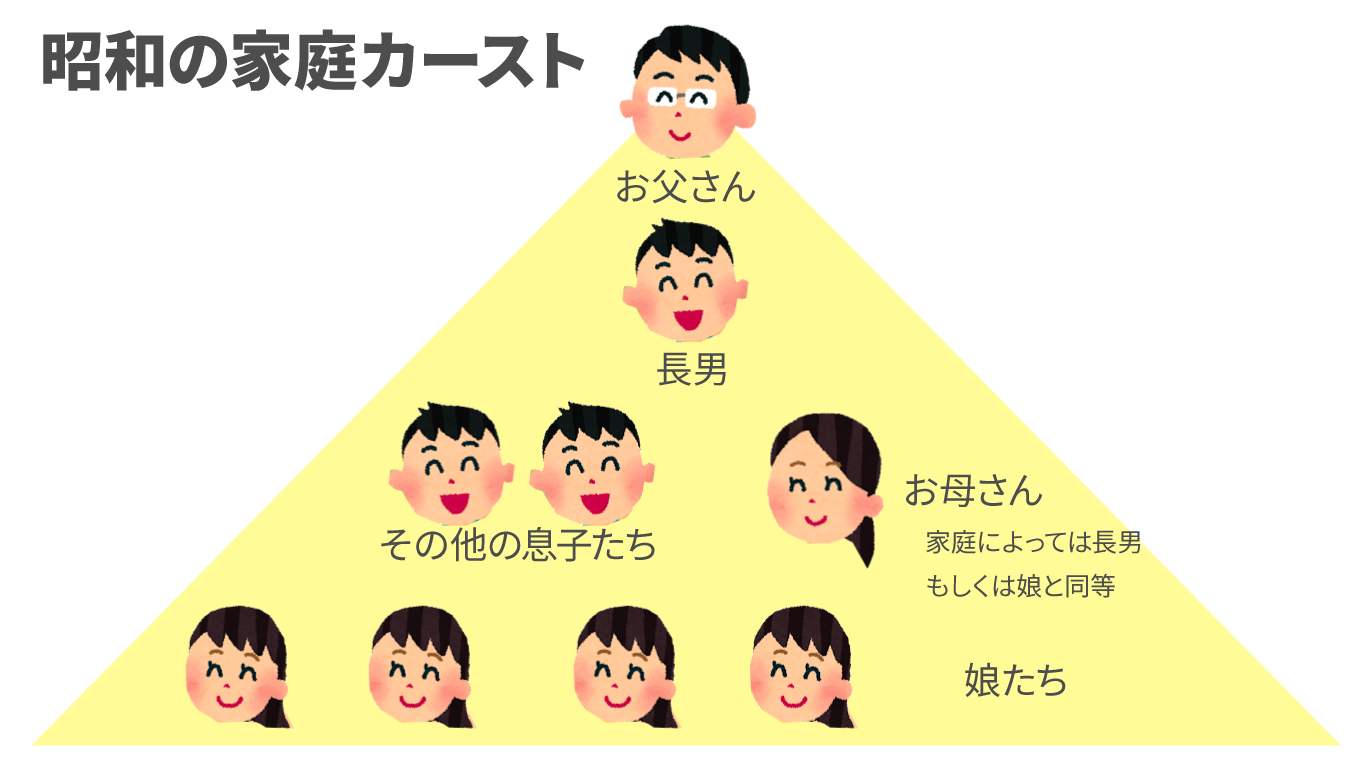 昭和の家庭カースト
お父さん
長男
その他の息子たち
お母さん
家庭によっては長男
もしくは娘と同等
娘たち